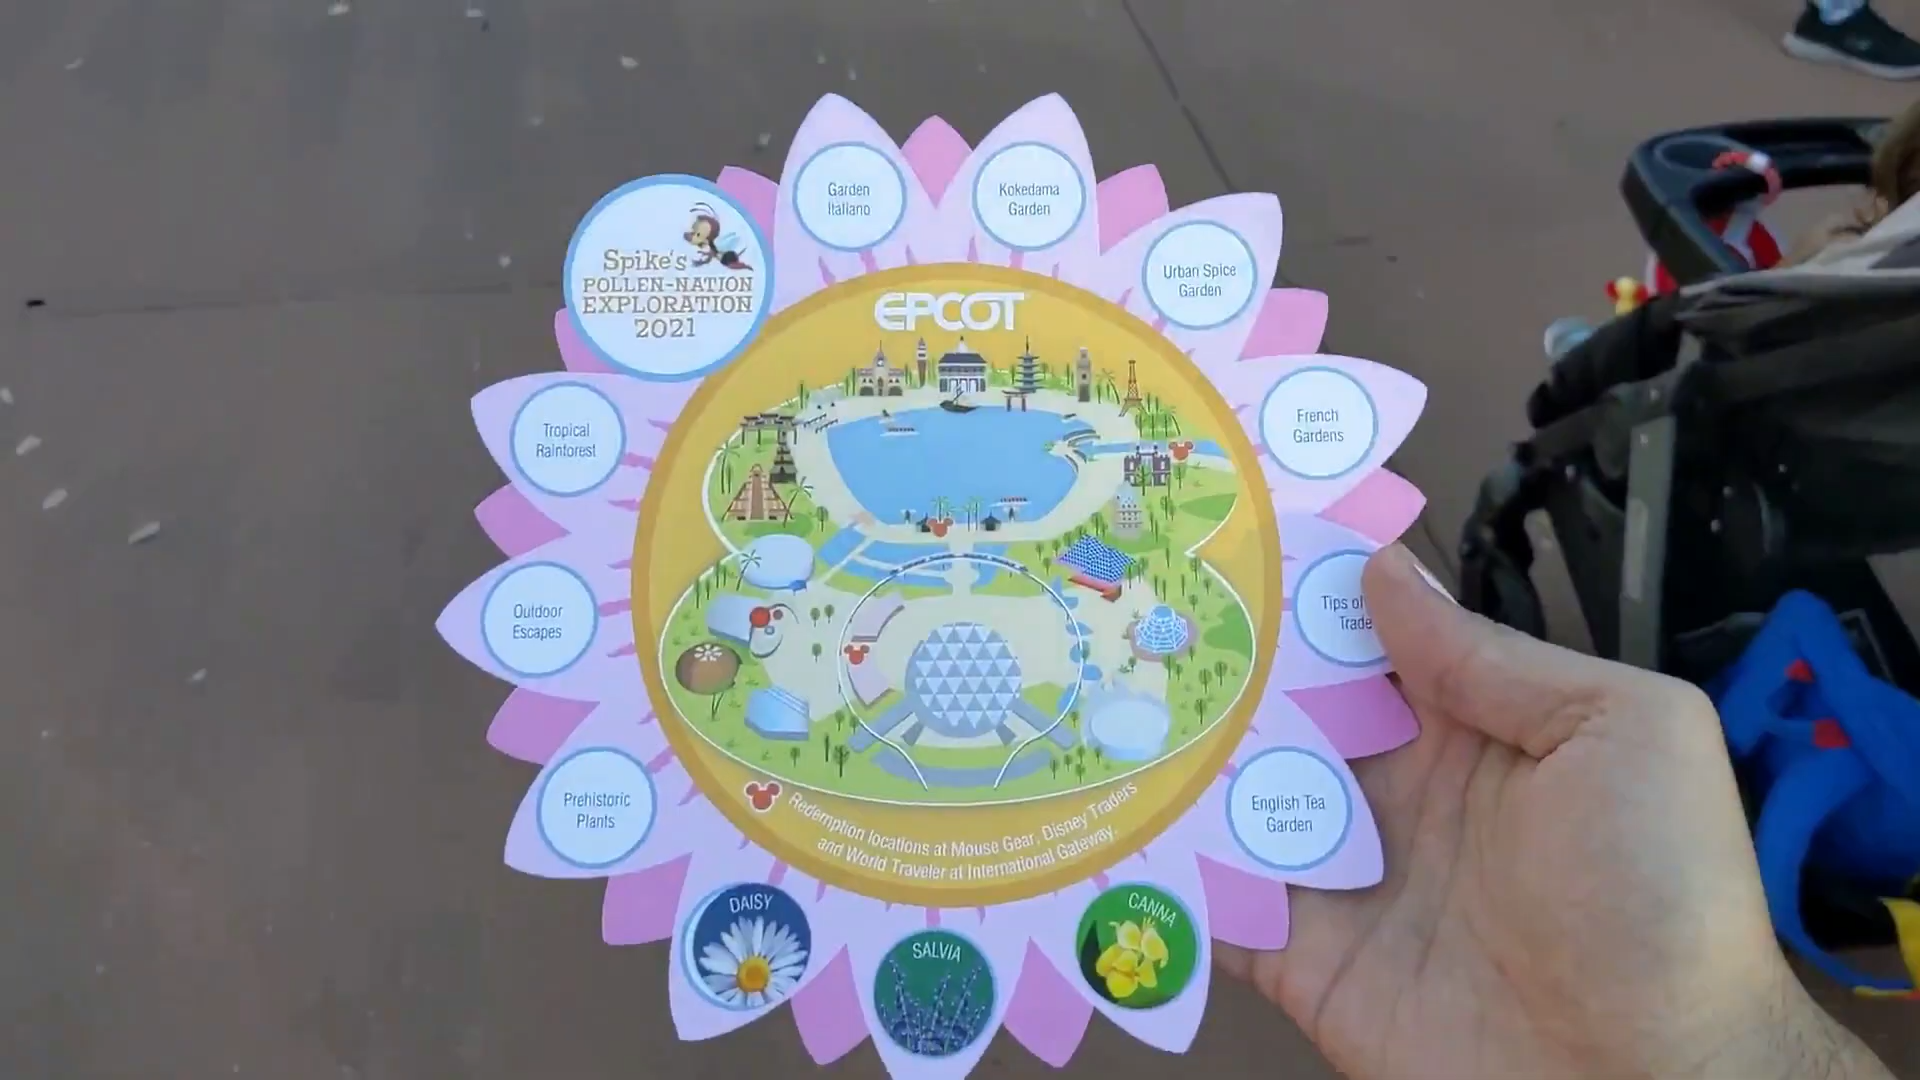 Garden
Italiano
Kokedama
Garden
Urban Spice
Garden
Spike's
POLLEN-NATION
EXPLORATION
2021
EPCOT
French
Gardens
Tropical
Rainforest
Tips of
Trade
Outdoor
Escapes
Prehistoric
Plants
English Tea
Garden
Redemption locations at Mouse Gear, Disney Traders
and World Traveler at International Gateway.
DAISY
SALVIA
CANNA